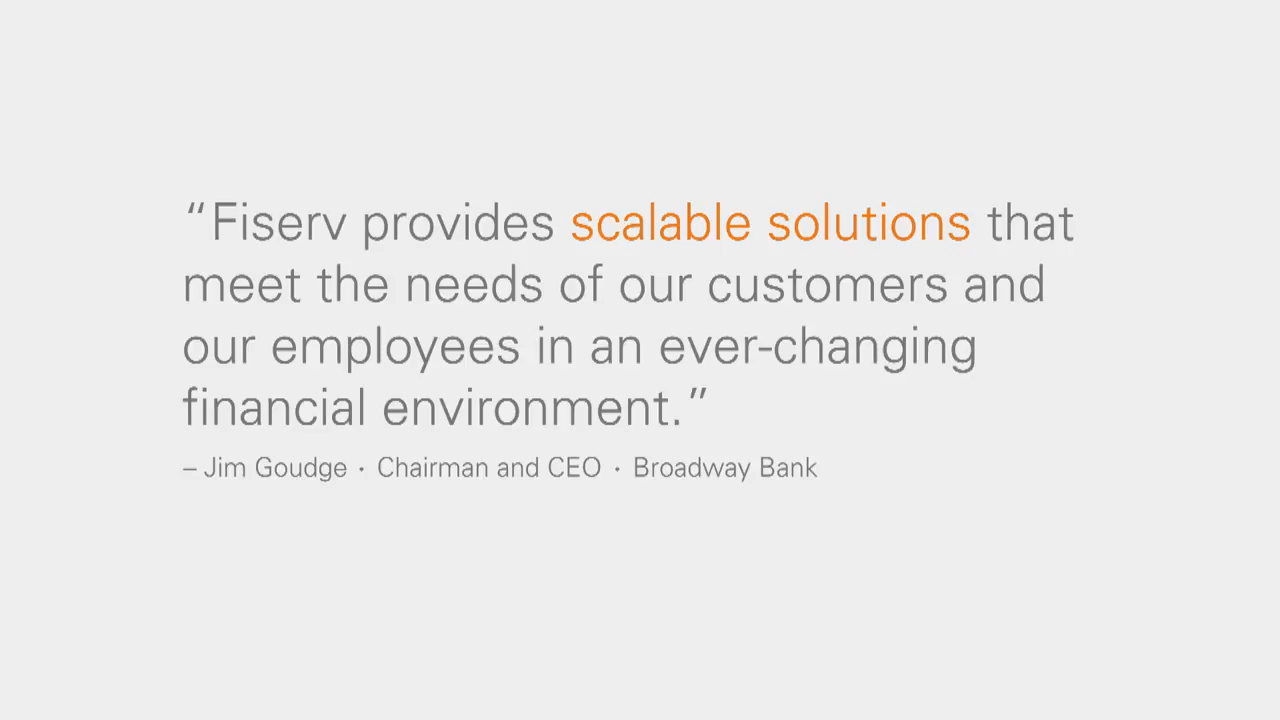 “Fiserv provides scalable solutions that
meet the needs of our customers and
our employees in an ever-changing
financial environment.”
– Jim Goudge · Chairman and CEO · Broadway Bank